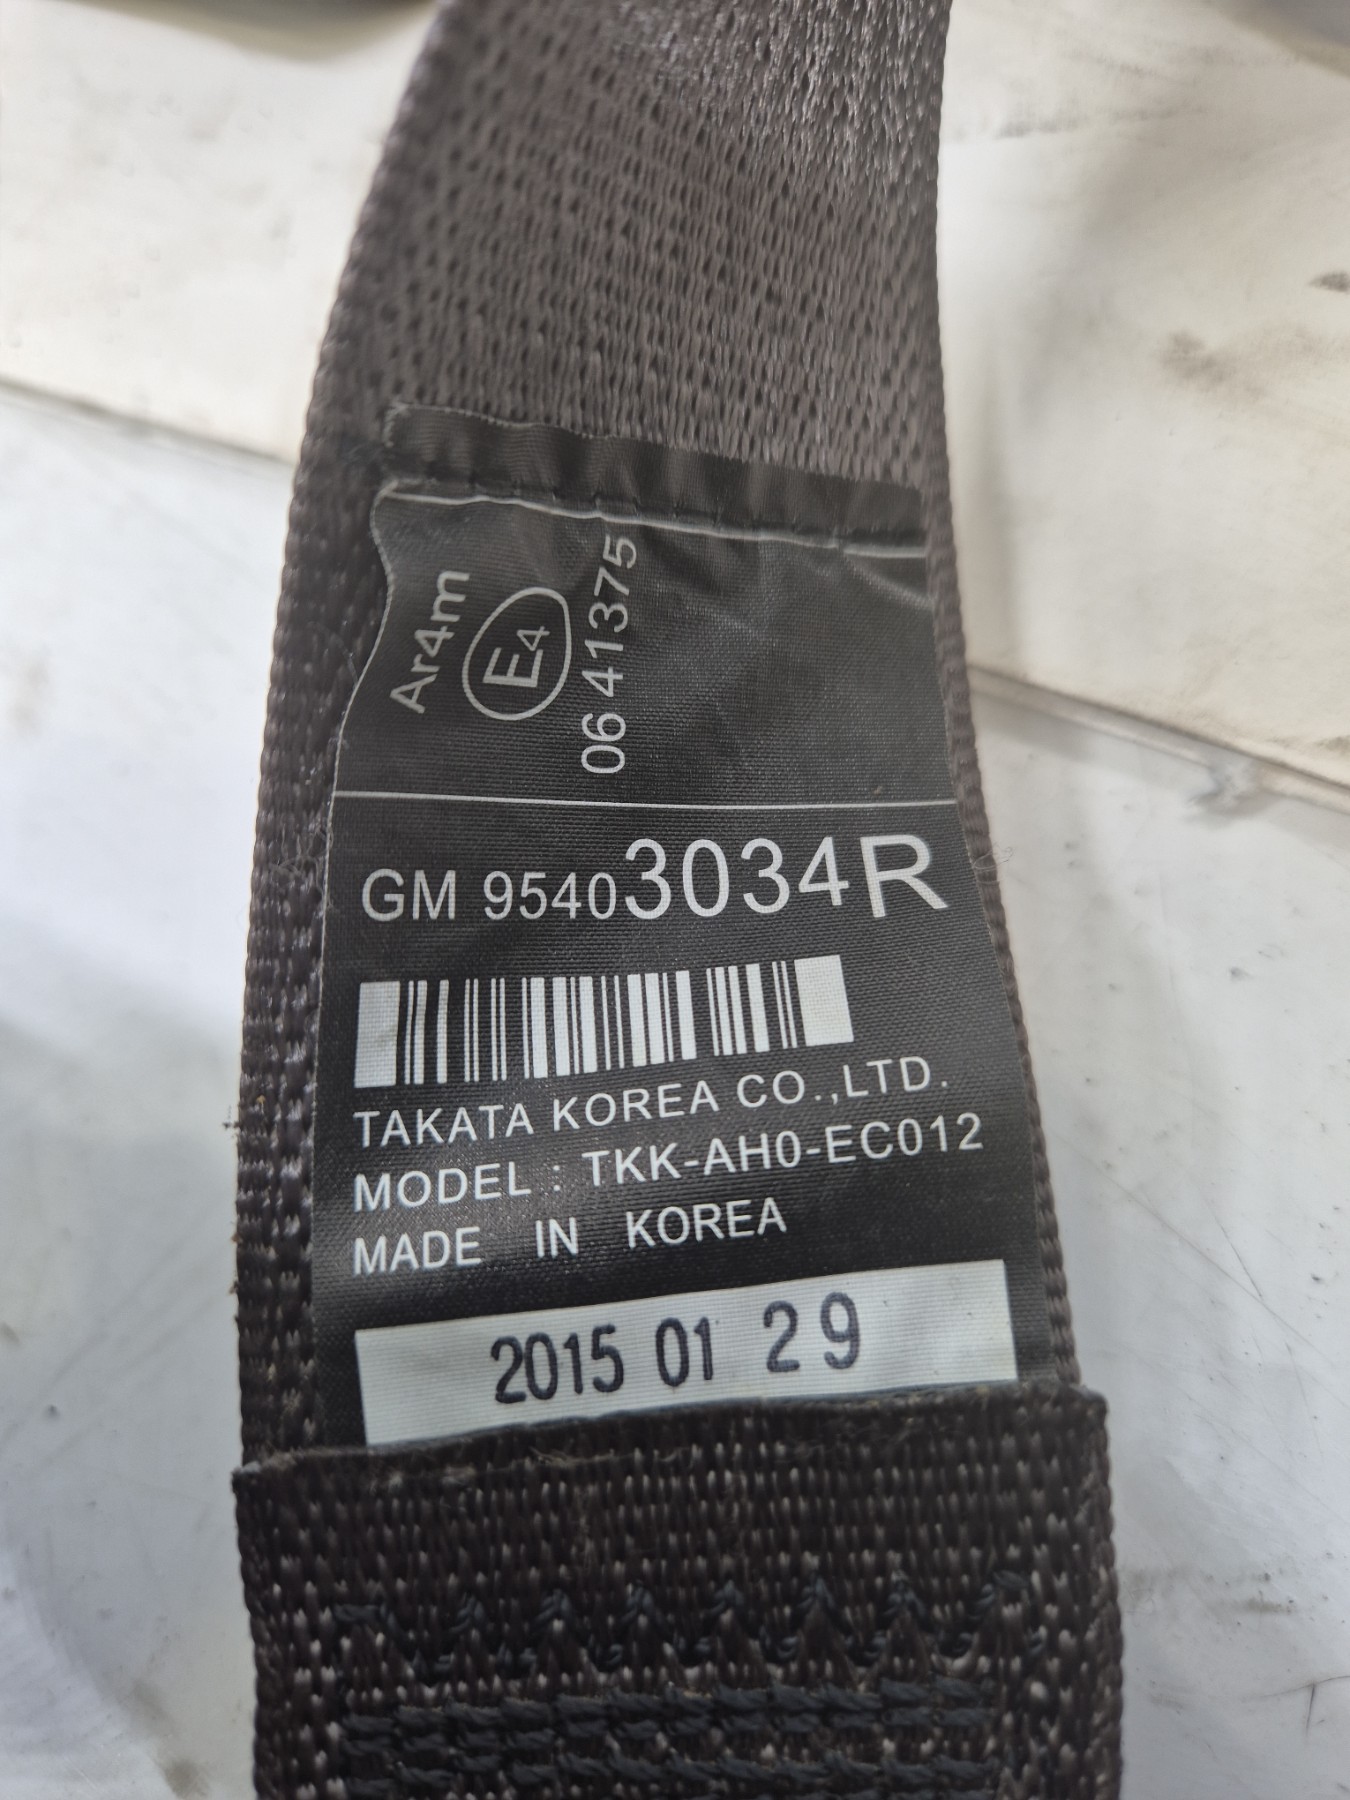 Ar4m
E4
06 41375
GM 95403034R
TAKATA KOREA CO.,LTD.
MODEL : TKK-AH0-EC012
MADE IN KOREA
2015 01 29